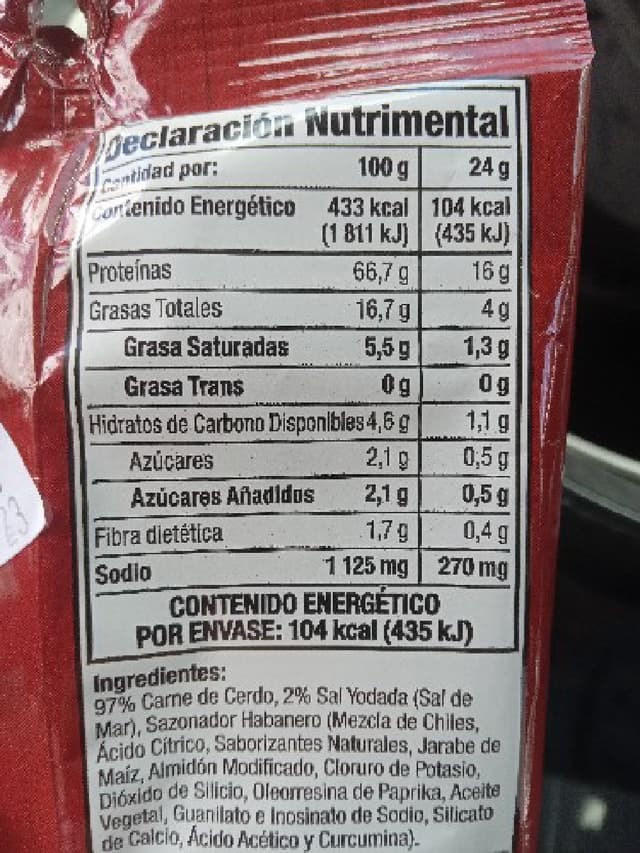 Declaración Nutrimental
Cantidad por: 100 g 24 g
Contenido Energético 433 kcal 104 kcal
(1 811 kJ) (435 kJ)
Proteínas 66,7 g 16 g
Grasas Totales 16,7 g 4 g
Grasa Saturadas 5,5 g 1,3 g
Grasa Trans 0 g 0 g
Hidratos de Carbono Disponibles 4,6 g 1,1 g
Azúcares 2,1 g 0,5 g
Azúcares Añadidos 2,1 g 0,5 g
Fibra dietética 1,7 g 0,4 g
Sodio 1 125 mg 270 mg
CONTENIDO ENERGÉTICO
POR ENVASE: 104 kcal (435 kJ)
Ingredientes:
97% Carne de Cerdo, 2% Sal Yodada (Sal de
Mar), Sazonador Habanero (Mezcla de Chiles,
Ácido Cítrico, Saborizantes Naturales, Jarabe de
Maíz, Almidón Modificado, Cloruro de Potasio,
Dióxido de Silicio, Oleorresina de Paprika, Aceite
Vegetal, Guanilato e Inosinato de Sodio, Silicato
de Calcio, Ácido Acético y Curcumina).
23